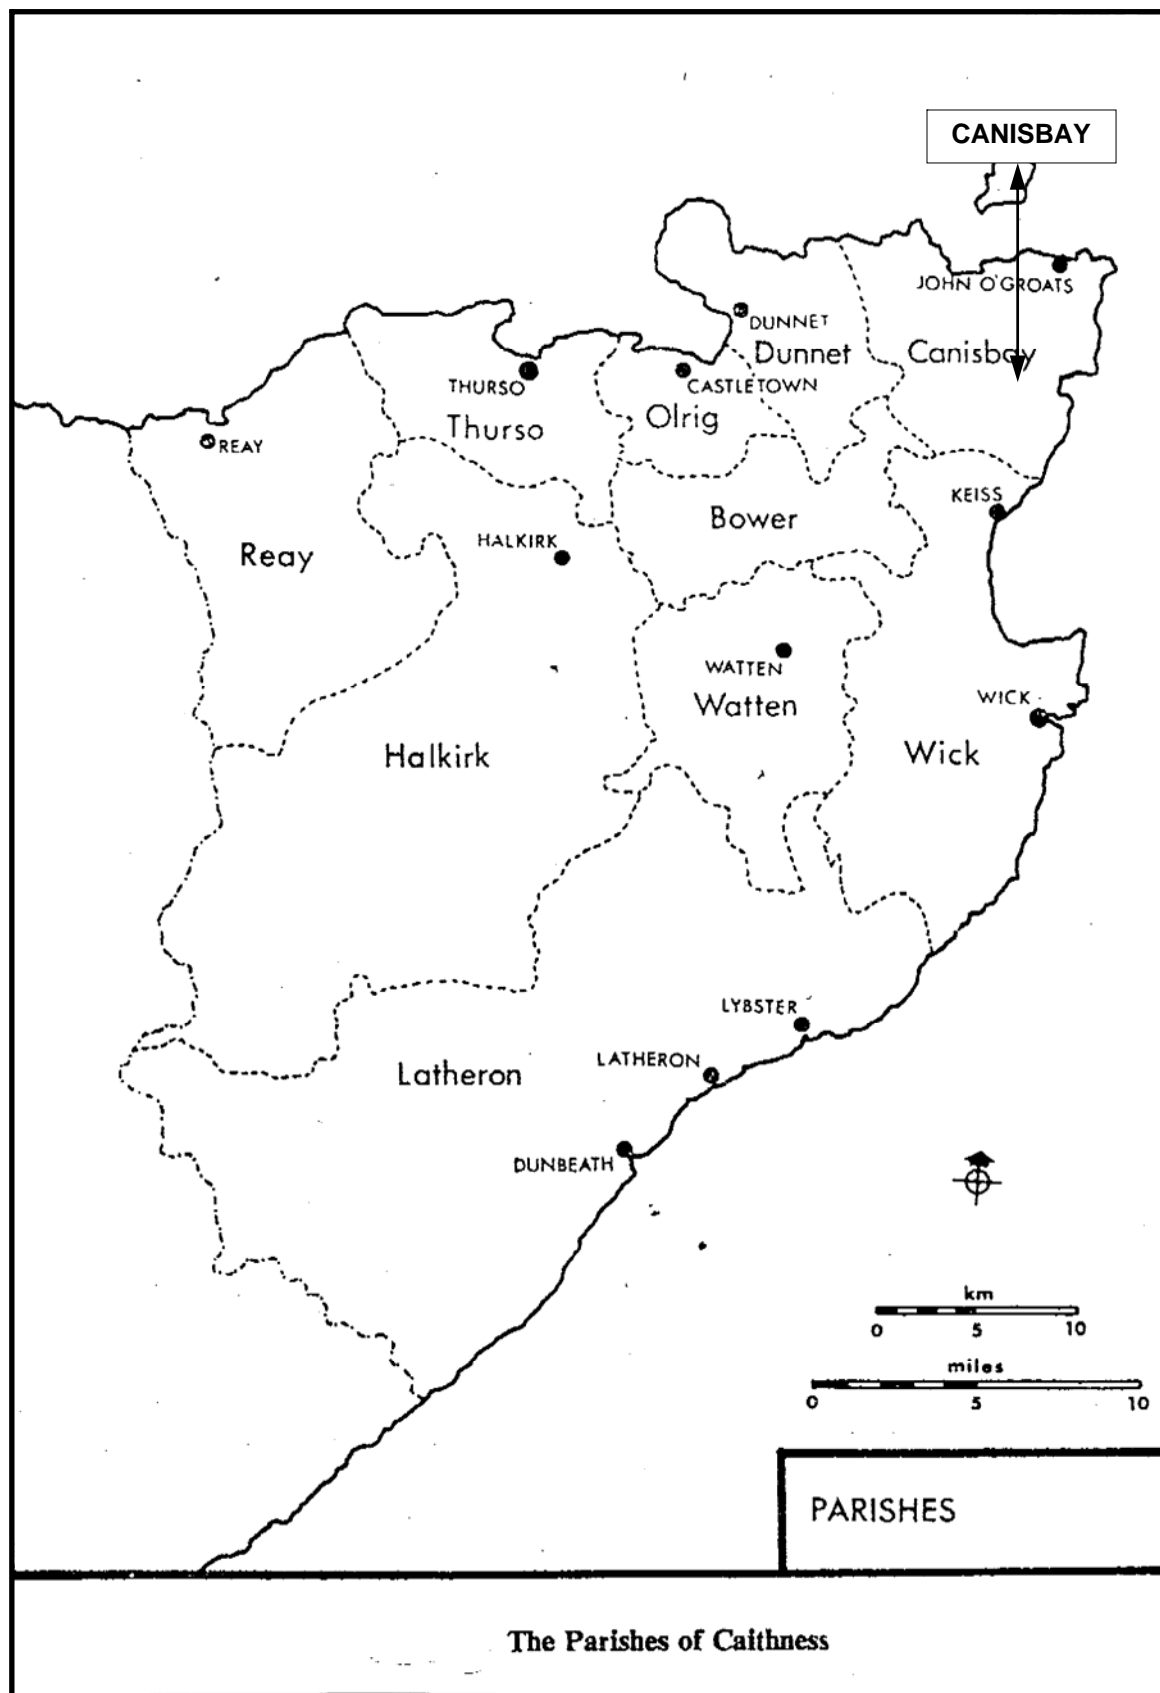 CANISBAY
JOHN O'GROATS
DUNNET
Dunnet
Canisbay
THURSO
CASTLETOWN
Thurso
Olrig
REAY
KEISS
Bower
HALKIRK
Reay
WATTEN
WICK
Watten
Halkirk
Wick
LYBSTER
LATHERON
Latheron
DUNBEATH
km
0 5 10
miles
0 5 10
PARISHES
The Parishes of Caithness